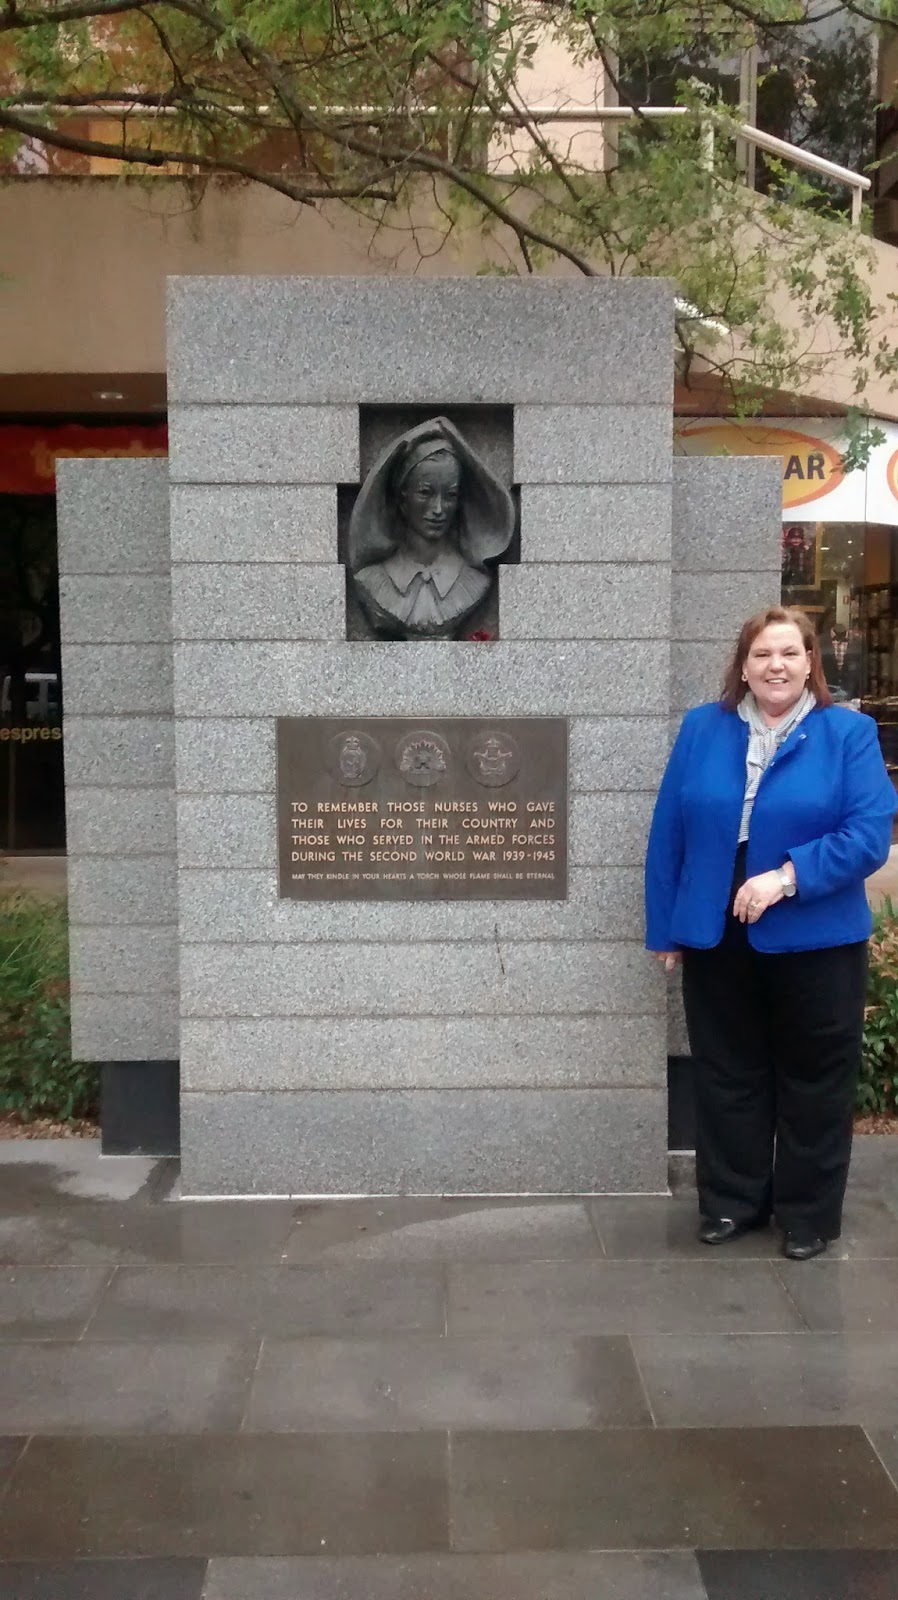 AR
espres
TO REMEMBER THOSE NURSES WHO GAVE
THEIR LIVES FOR THEIR COUNTRY AND
THOSE WHO SERVED IN THE ARMED FORCES
DURING THE SECOND WORLD WAR 1939-1945
MAY THEY KINDLE IN YOUR HEARTS A TORCH WHOSE FLAME SHALL BE ETERNAL